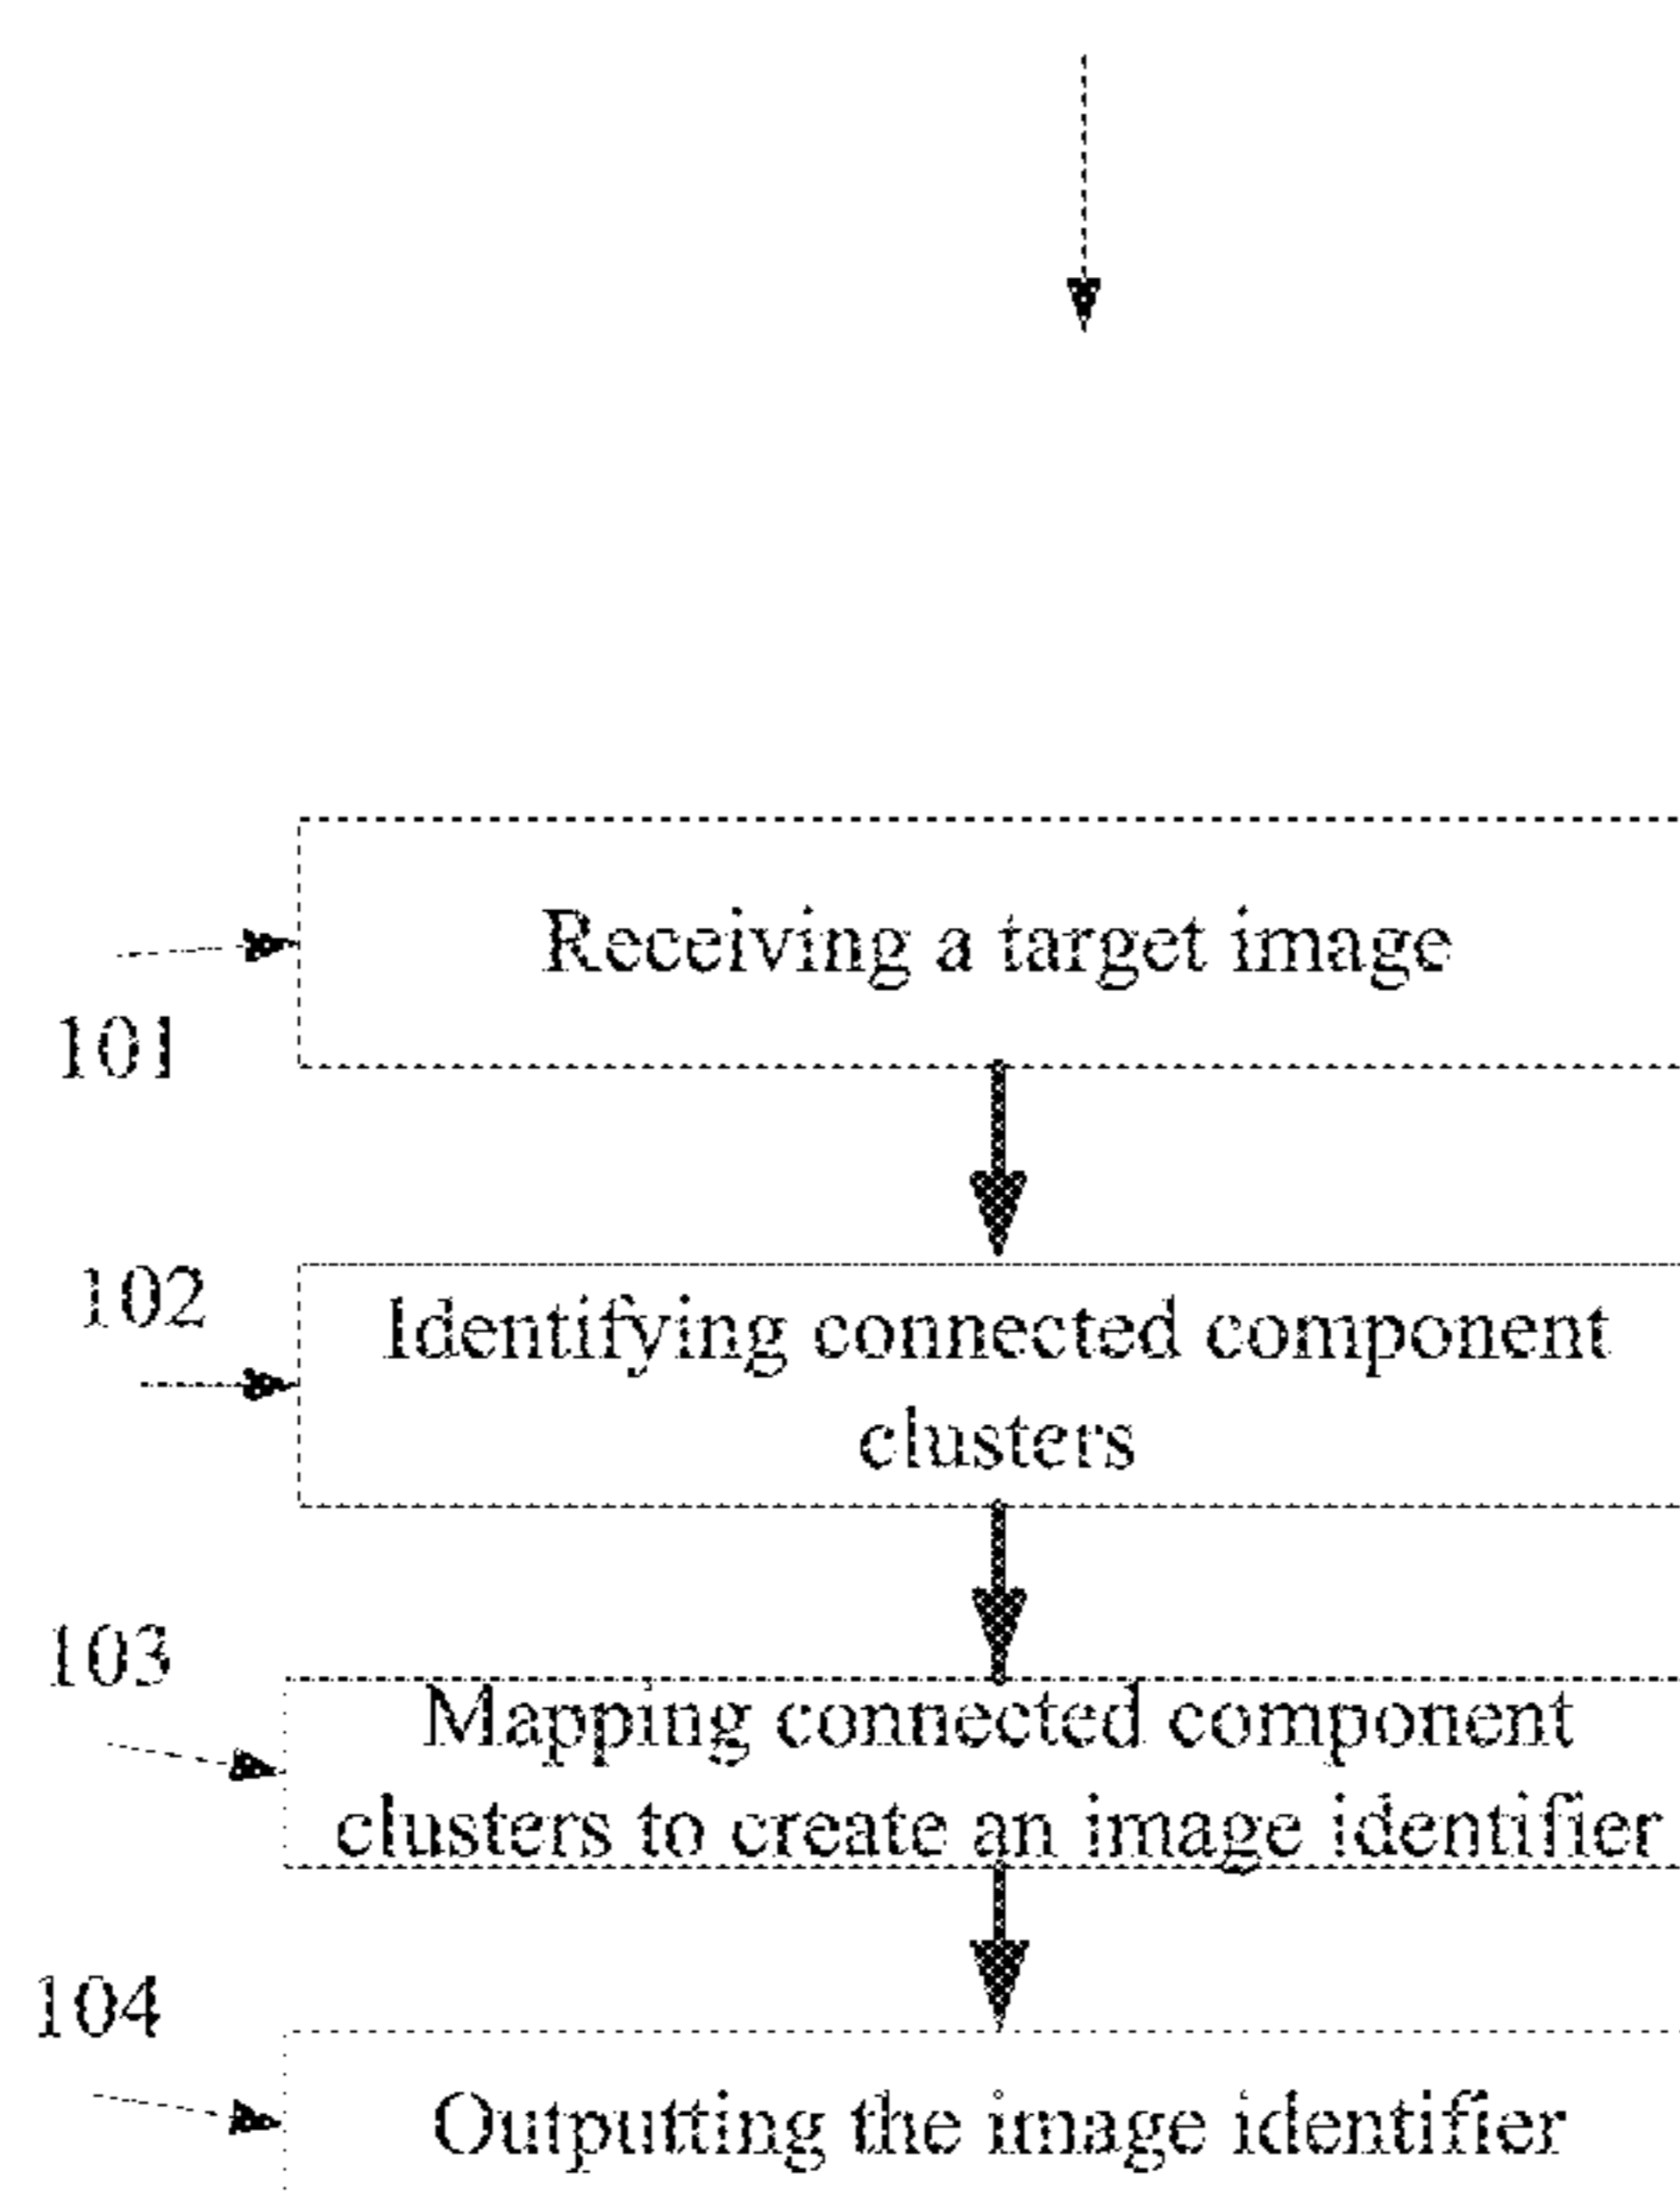 Receiving a target image
101
102
Identifying connected component
clusters
103
Mapping connected component
clusters to create an image identifier
104
Outputting the image identifier